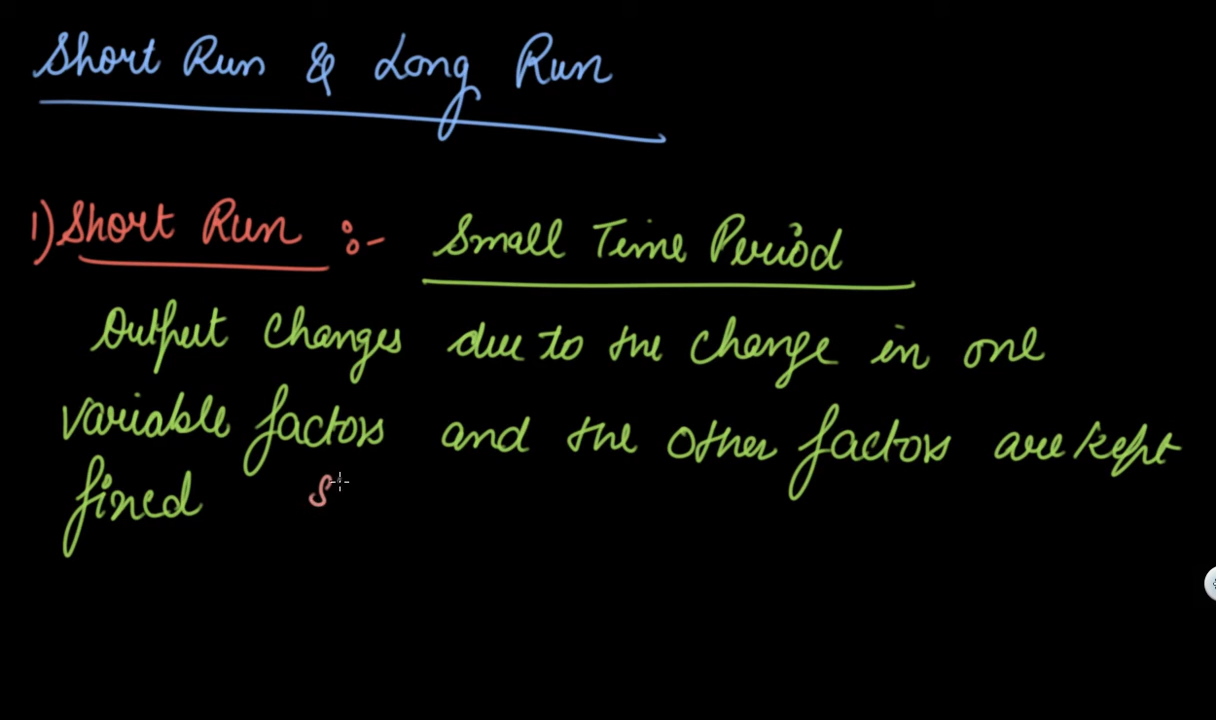 Short Run & Long Run
1) Short Run :- Small Time Period
Output changes due to the change in one
variable factors and the other factors are kept
fixed S